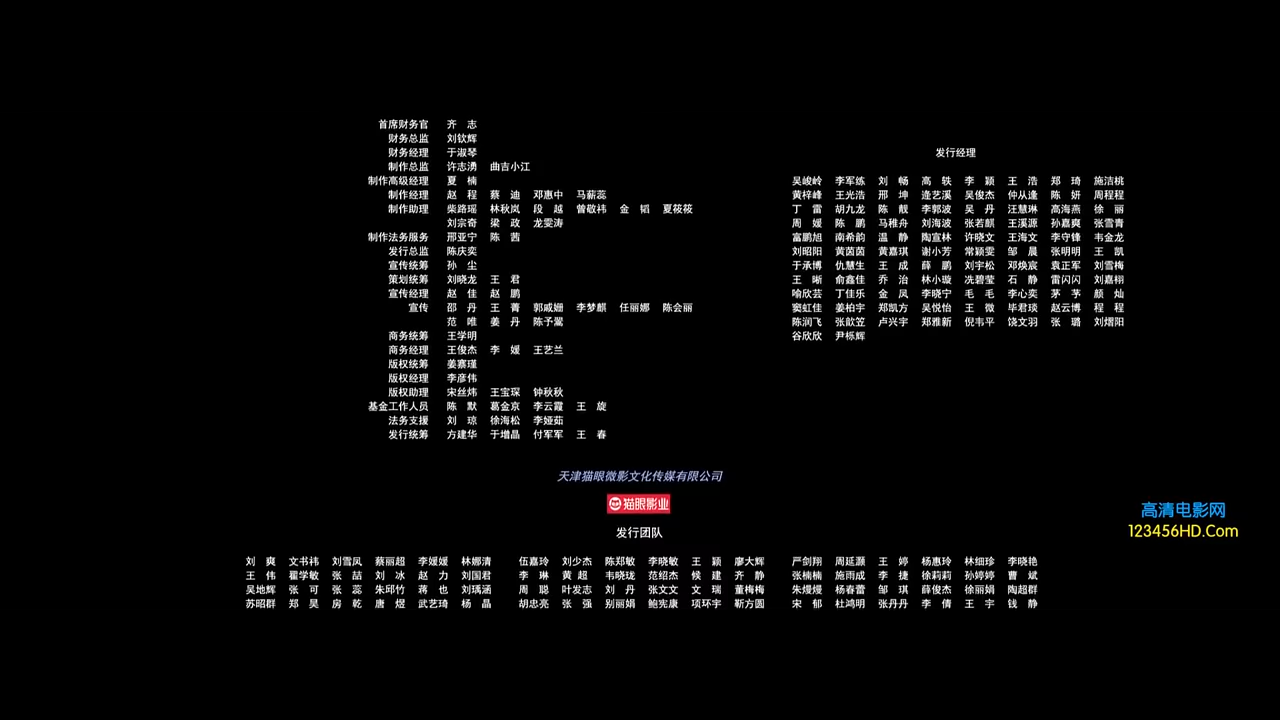 首席财务官 齐 志
财务总监 刘钦辉
财务经理 于淑琴
制作总监 许志湧 曲吉小江
制作高级经理 夏 楠
制作经理 赵 程 蔡 迪 邓惠中 马薪蕊
制作助理 柴路瑶 林秋岚 段 越 曾敬祎 金 韬 夏筱筱
刘宗奇 梁 政 龙雯涛
制作法务服务 邢亚宁 陈 茜
发行总监 陈庆奕
宣传统筹 孙 尘
策划统筹 刘晓龙 王 君
宣传经理 赵 佳 赵 鹏
宣传 邵 丹 王 菁 郭戚姗 李梦麒 任丽娜 陈会丽
范 唯 姜 丹 陈予鸾
商务统筹 王学明
商务经理 王俊杰 李 媛 王艺兰
版权统筹 姜寨瑾
版权经理 李彦伟
版权助理 宋丝炜 王宝琛 钟秋秋
基金工作人员 陈 默 葛金京 李云霞 王 旋
法务支援 刘 琼 徐海松 李娅茹
发行统筹 方建华 于增晶 付军军 王 春
发行经理
吴峻岭 李军练 刘 畅 高 轶 李 颖 王 浩 郑 琦 施洁桃
黄梓峰 王光浩 邢 坤 逄艺溪 吴俊杰 仲从逢 陈 妍 周程程
丁 雷 胡九龙 陈 靓 李郭波 吴 丹 汪慧琳 高海燕 徐 丽
周 媛 陈 鹏 马稚舟 刘海波 张若麒 王溪源 孙嘉爽 张雪青
富鹏旭 南希韵 温 静 陶宣林 许晓文 王海文 李守锋 韦金龙
刘昭阳 黄茵茵 黄嘉琪 谢小芳 常颖雯 邹 晨 张明明 王 凯
于承博 仇慧生 王 成 薛 鹏 刘宇松 邓焕宸 袁正军 刘雪梅
王 晰 俞鑫佳 乔 治 林小璇 冼碧莹 石 静 雷闪闪 刘嘉栩
喻欣芸 丁佳乐 金 凤 李晓宁 毛 毛 李心奕 茅 茅 颜 灿
窦虹佳 姜柏宇 郑凯方 吴悦怡 王 微 毕君琰 赵云博 程 程
陈润飞 张歆笠 卢兴宇 郑雅新 倪韦平 饶文羽 张 璐 刘熠阳
谷欣欣 尹栎辉
天津猫眼微影文化传媒有限公司
猫眼影业
高清电影网
123456HD.Com
发行团队
刘 爽 文书祎 刘雪凤 蔡丽超 李媛媛 林娜清 伍嘉玲 刘少杰 陈郑敏 李晓敏 王 颖 廖大辉 严剑翔 周延灏 王 婷 杨惠玲 林细珍 李晓艳
王 伟 翟学敏 张 喆 刘 冰 赵 力 刘国君 李 琳 黄 超 韦晓珑 范绍杰 候 建 齐 静 张楠楠 施雨成 李 捷 徐莉莉 孙婷婷 曹 斌
吴地辉 张 可 张 蕊 朱邱竹 蒋 也 刘瑀涵 周 聪 叶发志 刘 丹 张文文 文 瑞 董梅梅 朱熳熳 杨春蕾 邹 琪 薛俊杰 徐丽娟 陶超群
苏昭群 郑 昊 房 乾 唐 煜 武艺琦 杨 晶 胡忠亮 张 强 别丽娟 鲍宪康 项环宇 靳方圆 宋 郁 杜鸿明 张丹丹 李 倩 王 宇 钱 静